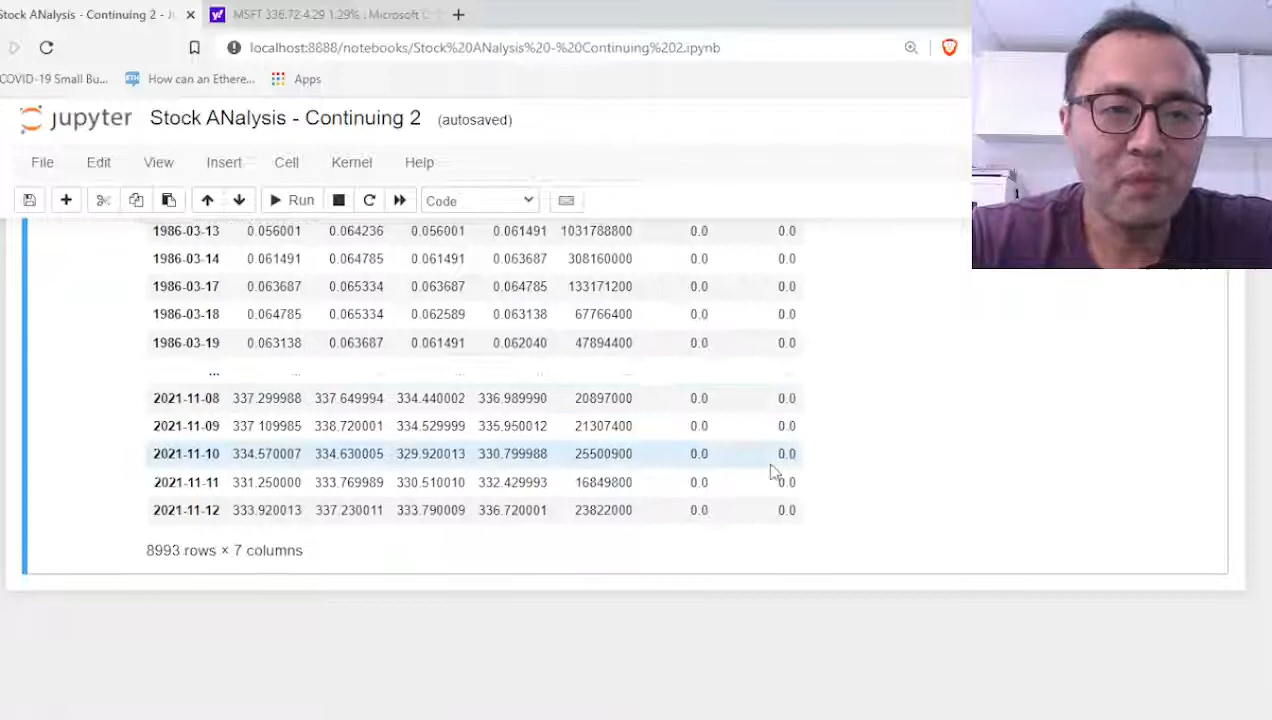 Stock ANalysis - Continuing 2 - J
MSFT 336.72 4.29 1.29% : Microsoft C
localhost:8888/notebooks/Stock%20ANalysis%20-%20Continuing%202.ipynb
COVID-19 Small Bu...
ETH
How can an Ethere...
Apps
jupyter
Stock ANalysis - Continuing 2
(autosaved)
File
Edit
View
Insert
Cell
Kernel
Help
Run
Code
1986-03-13 0.056001 0.064236 0.056001 0.061491 1031788800 0.0 0.0
1986-03-14 0.061491 0.064785 0.061491 0.063687 308160000 0.0 0.0
1986-03-17 0.063687 0.065334 0.063687 0.064785 133171200 0.0 0.0
1986-03-18 0.064785 0.065334 0.062589 0.063138 67766400 0.0 0.0
1986-03-19 0.063138 0.063687 0.061491 0.062040 47894400 0.0 0.0
... ... ... ... ... ... ... ...
2021-11-08 337.299988 337.649994 334.440002 336.989990 20897000 0.0 0.0
2021-11-09 337.109985 338.720001 334.529999 335.950012 21307400 0.0 0.0
2021-11-10 334.570007 334.630005 329.920013 330.799988 25500900 0.0 0.0
2021-11-11 331.250000 333.769989 330.510010 332.429993 16849800 0.0 0.0
2021-11-12 333.920013 337.230011 333.790009 336.720001 23822000 0.0 0.0
8993 rows × 7 columns